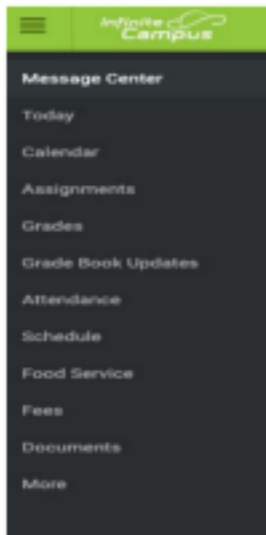 Infinite
Campus
Message Center
Today
Calendar
Assignments
Grades
Grade Book Updates
Attendance
Schedule
Food Service
Fees
Documents
More